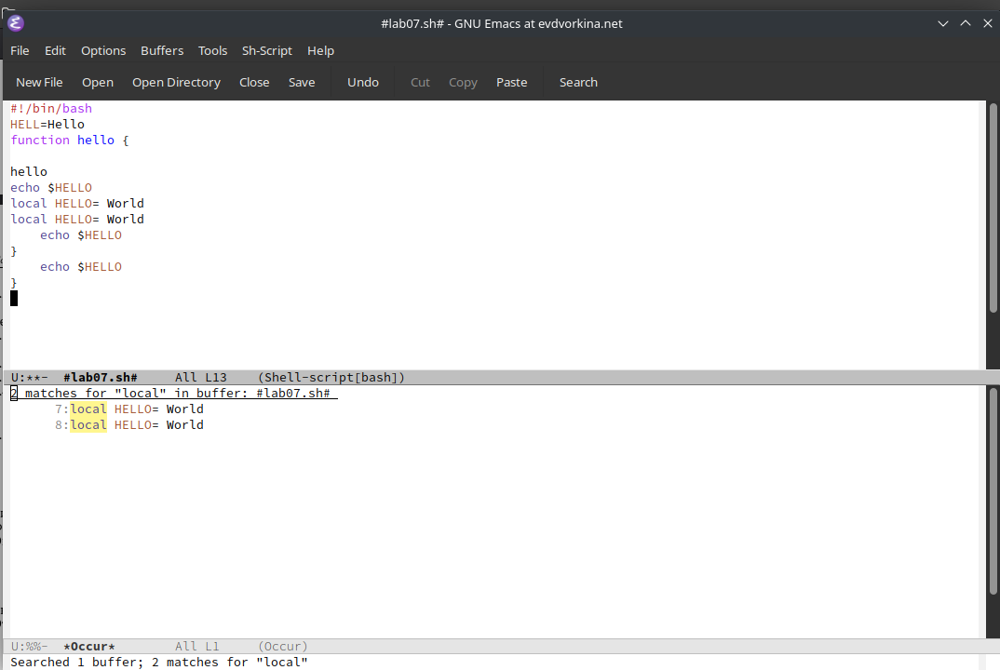 #lab07.sh# - GNU Emacs at evdvorkina.net
File Edit Options Buffers Tools Sh-Script Help
New File Open Open Directory Close Save Undo Cut Copy Paste Search
#!/bin/bash
HELL=Hello
function hello {
hello
echo $HELLO
local HELLO= World
local HELLO= World
echo $HELLO
}
echo $HELLO
}
U:**- #lab07.sh# All L13 (Shell-script[bash])
2 matches for "local" in buffer: #lab07.sh#
7:local HELLO= World
8:local HELLO= World
U:%%- *Occur* All L1 (Occur)
Searched 1 buffer; 2 matches for "local"